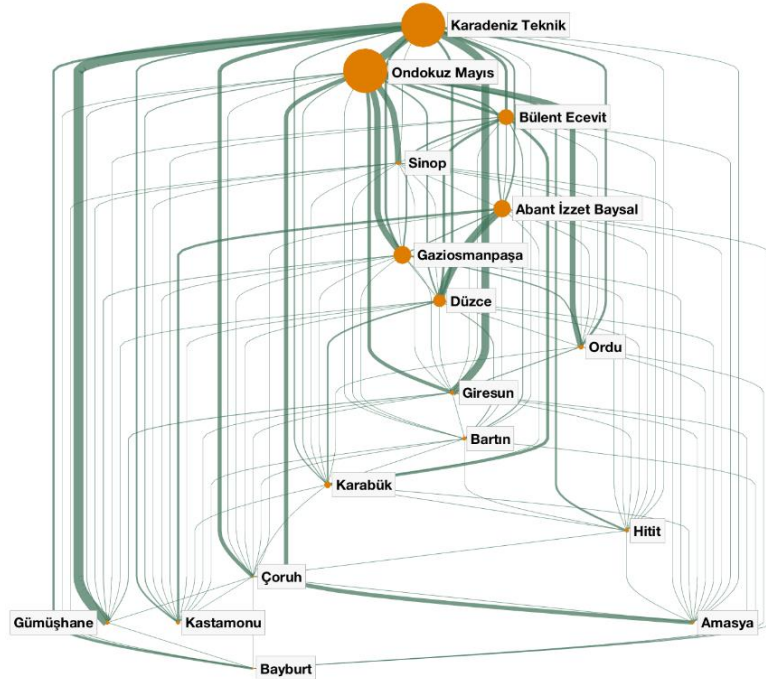 Karadeniz Teknik
Ondokuz Mayıs
Bülent Ecevit
Sinop
Abant İzzet Baysal
Gaziosmanpaşa
Düzce
Ordu
Giresun
Bartın
Karabük
Hitit
Çoruh
Gümüşhane
Kastamonu
Amasya
Bayburt